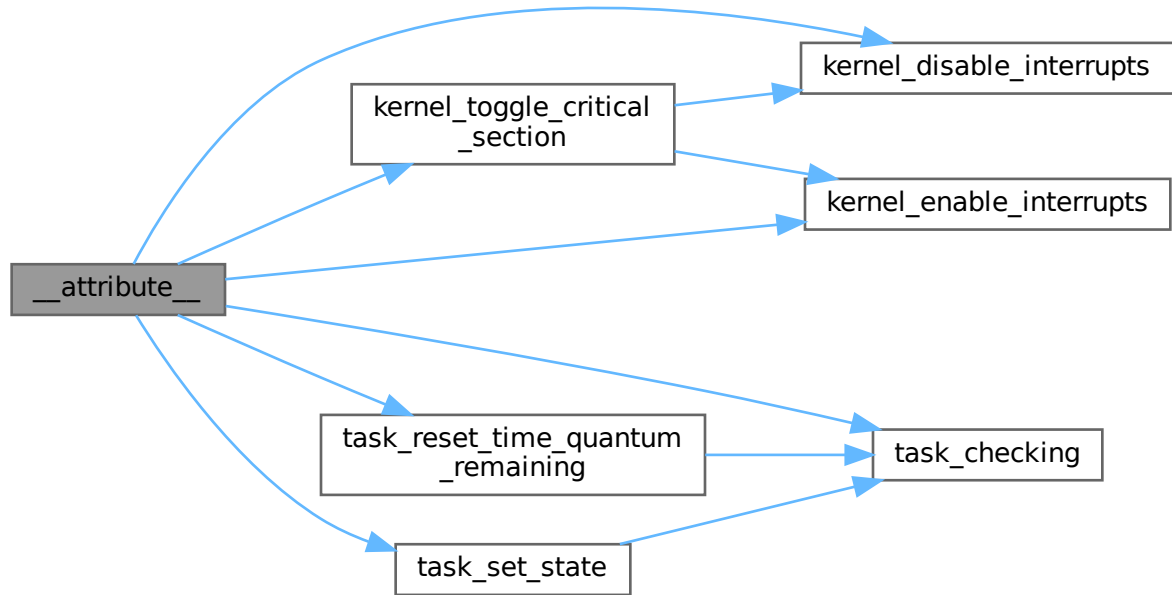 kernel_disable_interrupts
kernel_toggle_critical
_section
kernel_enable_interrupts
__attribute__
task_reset_time_quantum
_remaining
task_checking
task_set_state